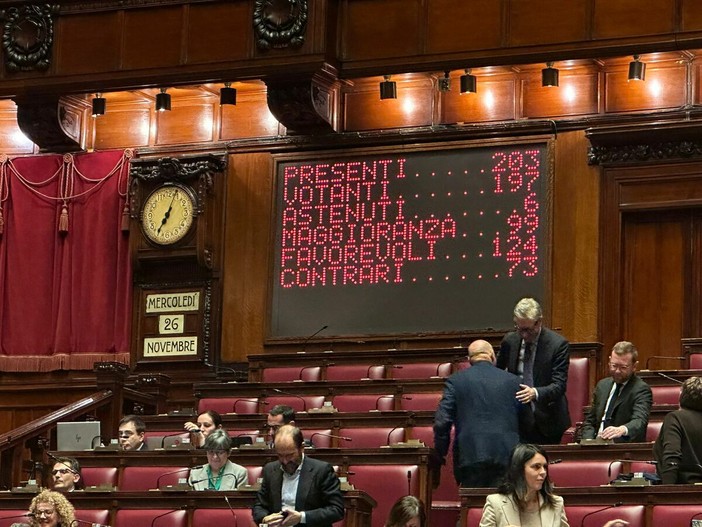 PRESENTI...... 203
VOTANTI....... 197
ASTENUTI........ 6
MAGGIORANZA.... 99
FAVOREVOLI.... 124
CONTRARI....... 73
MERCOLEDÌ
26
NOVEMBRE